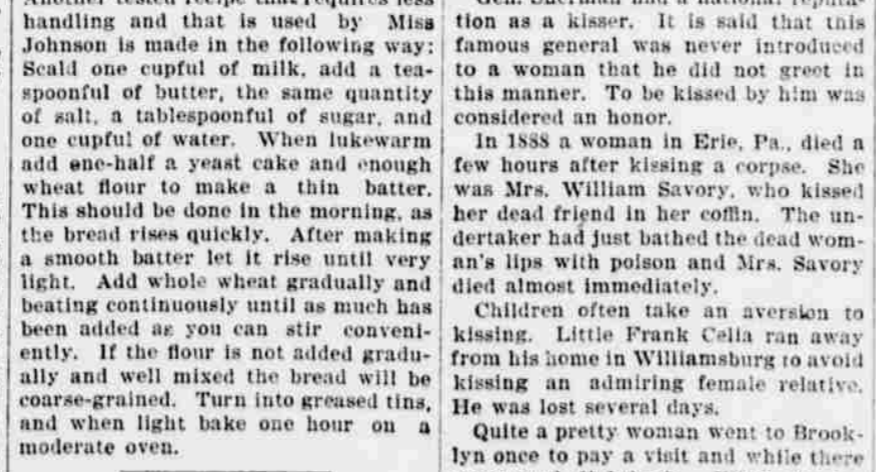 Another tested recipe that requires less
handling and that is used by Miss
Johnson is made in the following way:
Scald one cupful of milk, add a tea-
spoonful of butter, the same quantity
of salt, a tablespoonful of sugar, and
one cupful of water. When lukewarm
add one-half a yeast cake and enough
wheat flour to make a thin batter.
This should be done in the morning, as
the bread rises quickly. After making
a smooth batter let it rise until very
light. Add whole wheat gradually and
beating continuously until as much has
been added as you can stir conveni-
ently. If the flour is not added gradu-
ally and well mixed the bread will be
coarse-grained. Turn into greased tins,
and when light bake one hour on a
moderate oven.
Gen. Sherman had a national reputa-
tion as a kisser. It is said that this
famous general was never introduced
to a woman that he did not greet in
this manner. To be kissed by him was
considered an honor.
In 1888 a woman in Erie, Pa., died a
few hours after kissing a corpse. She
was Mrs. William Savory, who kissed
her dead friend in her coffin. The un-
dertaker had just bathed the dead wom-
an's lips with poison and Mrs. Savory
died almost immediately.
Children often take an aversion to
kissing. Little Frank Celia ran away
from his home in Williamsburg to avoid
kissing an admiring female relative.
He was lost several days.
Quite a pretty woman went to Brook-
lyn once to pay a visit and while there